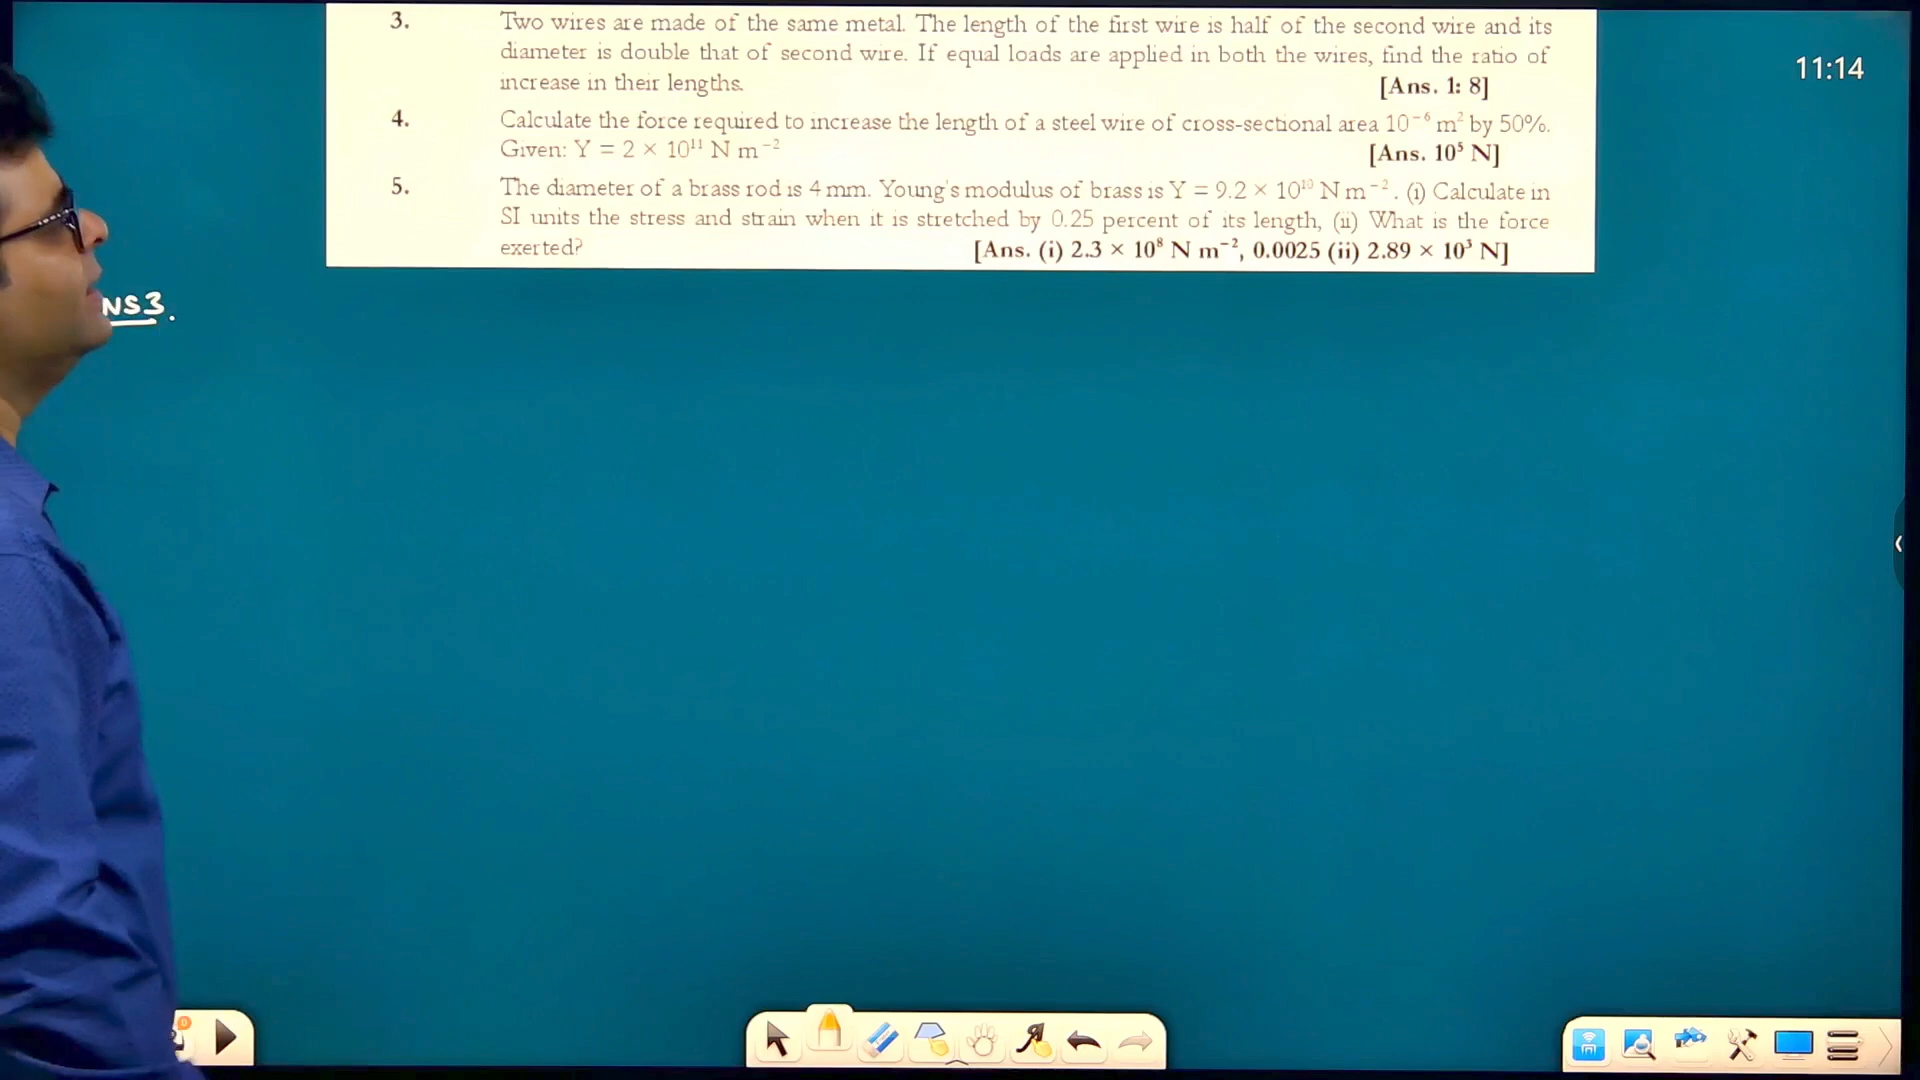 3. Two wires are made of the same metal. The length of the first wire is half of the second wire and its
diameter is double that of second wire. If equal loads are applied in both the wires, find the ratio of
increase in their lengths. [Ans. 1: 8]
4. Calculate the force required to increase the length of a steel wire of cross-sectional area 10⁻⁶ m² by 50%.
Given: Y = 2 × 10¹¹ N m⁻² [Ans. 10⁵ N]
5. The diameter of a brass rod is 4 mm. Young's modulus of brass is Y = 9.2 × 10¹⁰ N m⁻². (i) Calculate in
SI units the stress and strain when it is stretched by 0.25 percent of its length, (ii) What is the force
exerted? [Ans. (i) 2.3 × 10⁸ N m⁻², 0.0025 (ii) 2.89 × 10³ N]
11:14
NS3.